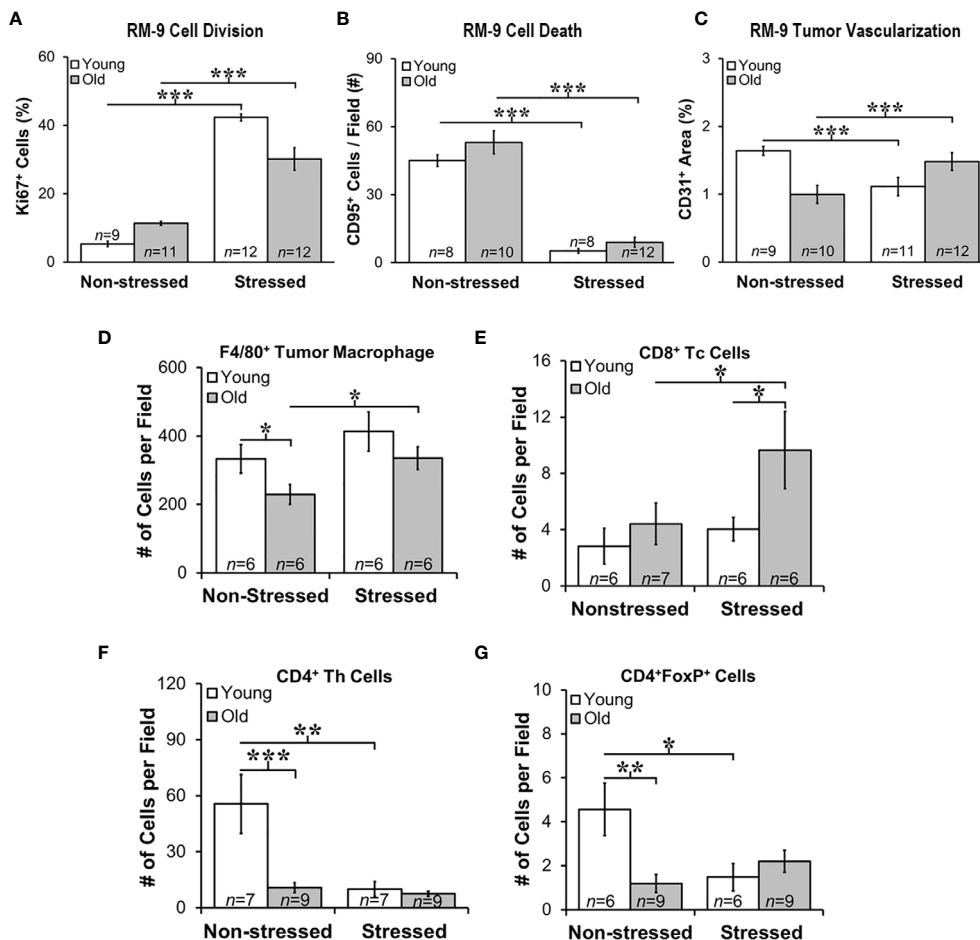 A
RM-9 Cell Division
Ki67⁺ Cells (%)
60
40
20
0
Young
Old
***
***
n=9
n=11
n=12
n=12
Non-stressed
Stressed
B
RM-9 Cell Death
CD95⁺ Cells / Field (#)
90
60
30
0
Young
Old
***
***
n=8
n=10
n=8
n=12
Non-stressed
Stressed
C
RM-9 Tumor Vascularization
CD31⁺ Area (%)
3
2
1
0
Young
Old
***
***
n=9
n=10
n=11
n=12
Non-stressed
Stressed
D
F4/80⁺ Tumor Macrophage
# of Cells per Field
600
400
200
0
Young
Old
*
*
n=6
n=6
n=6
n=6
Non-Stressed
Stressed
E
CD8⁺ Tc Cells
# of Cells per Field
16
12
8
4
0
Young
Old
*
*
n=6
n=7
n=6
n=6
Nonstressed
Stressed
F
CD4⁺ Th Cells
# of Cells per Field
120
90
60
30
0
Young
Old
**
***
n=7
n=9
n=7
n=9
Non-stressed
Stressed
G
CD4⁺FoxP⁺ Cells
# of Cells per Field
10
8
6
4
2
0
Young
Old
*
**
n=6
n=9
n=6
n=9
Non-stressed
Stressed